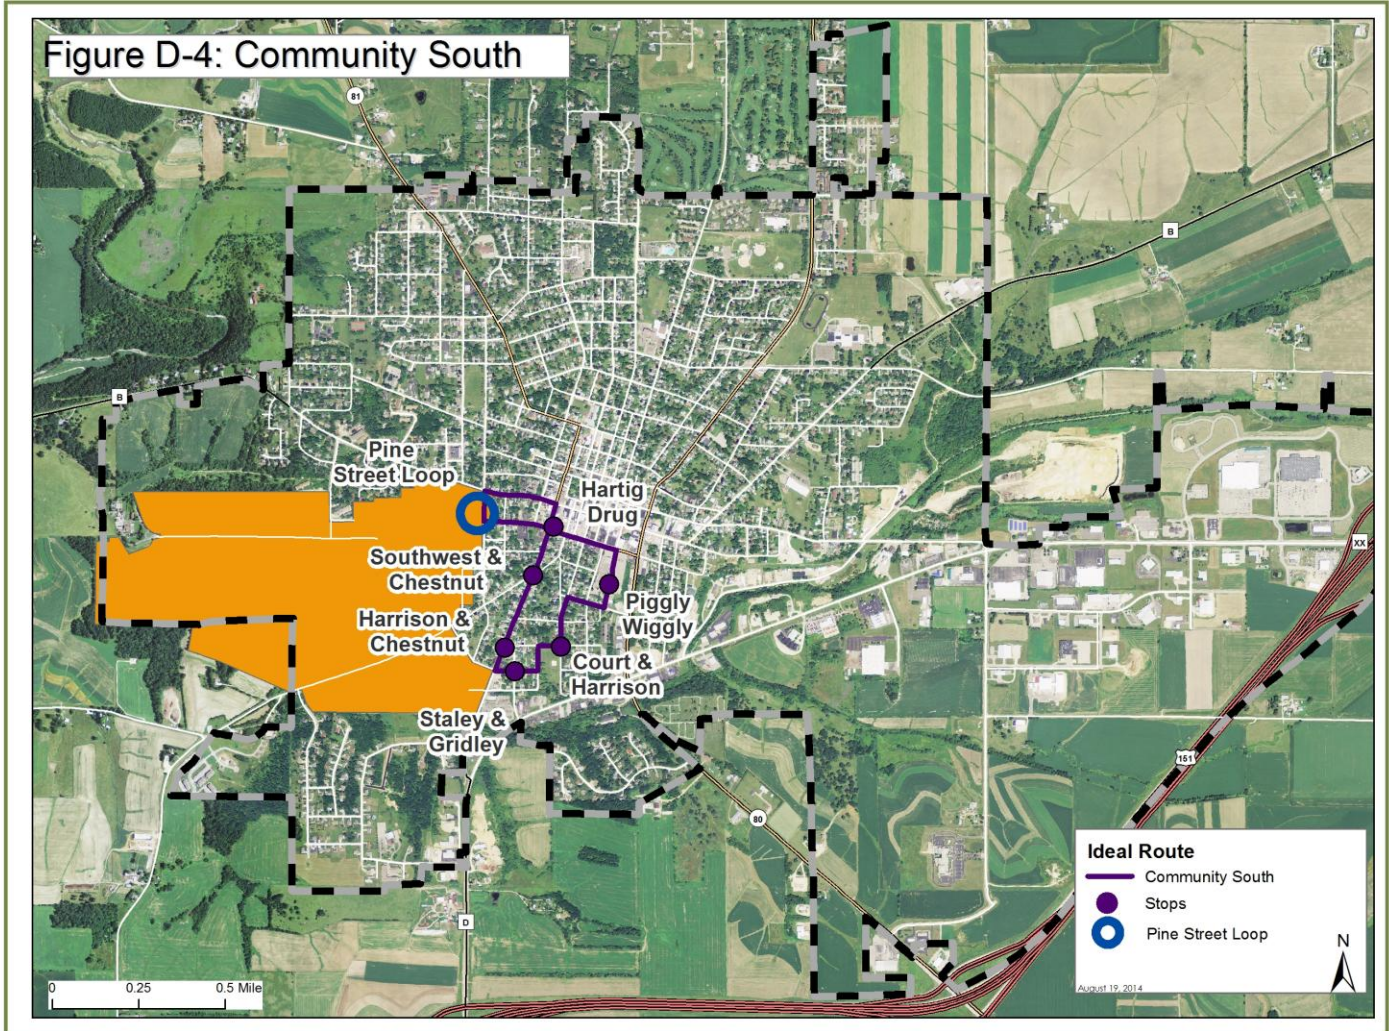 Figure D-4: Community South
81
B
B
Pine
Street Loop
Hartig
Drug
Southwest &
Chestnut
XX
Harrison &
Chestnut
Piggly
Wiggly
Court &
Harrison
Staley &
Gridley
151
80
D
Ideal Route
Community South
Stops
Pine Street Loop
N
August 19, 2014
0 0.25 0.5 Mile